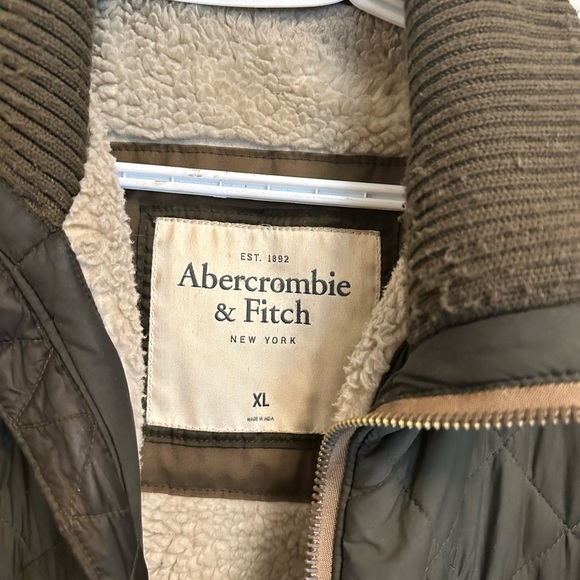 EST. 1892
Abercrombie
& Fitch
NEW YORK
XL
MADE IN INDIA